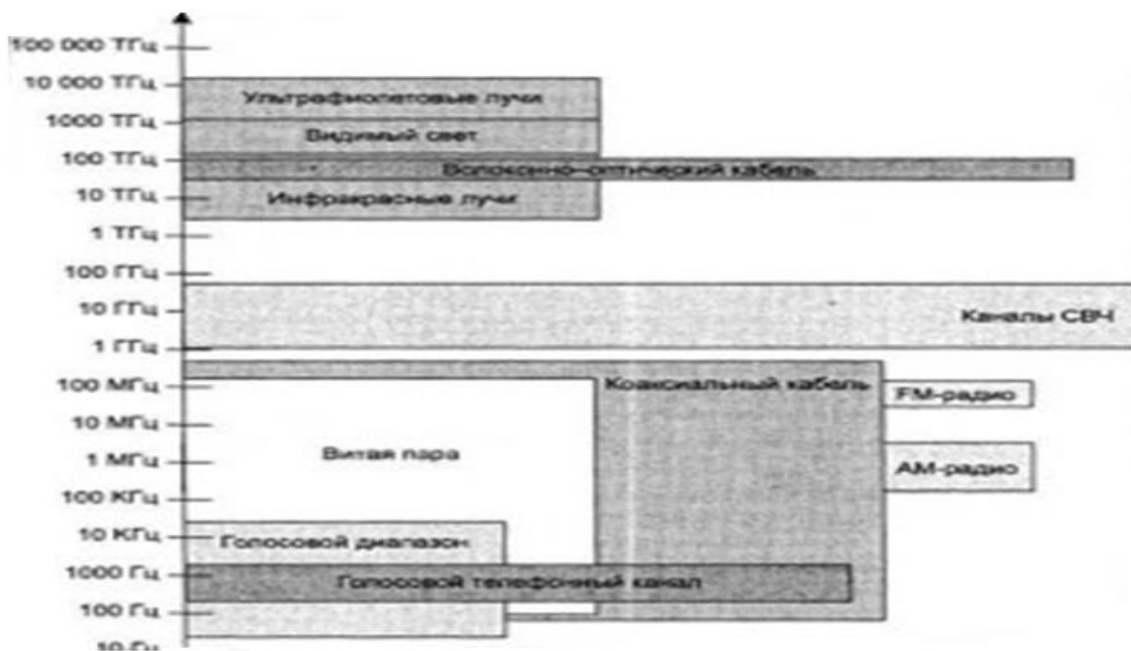 100 000 ТГц
10 000 ТГц
Ультрафиолетовые лучи
1000 ТГц
Видимый свет
100 ТГц
Волоконно-оптический кабель
10 ТГц
Инфракрасные лучи
1 ТГц
100 ГГц
10 ГГц
Каналы СВЧ
1 ГГц
100 МГц
Коаксиальный кабель
FM-радио
10 МГц
Витая пара
1 МГц
АМ-радио
100 КГц
10 КГц
Голосовой диапазон
1000 Гц
Голосовой телефонный канал
100 Гц
10 Гц